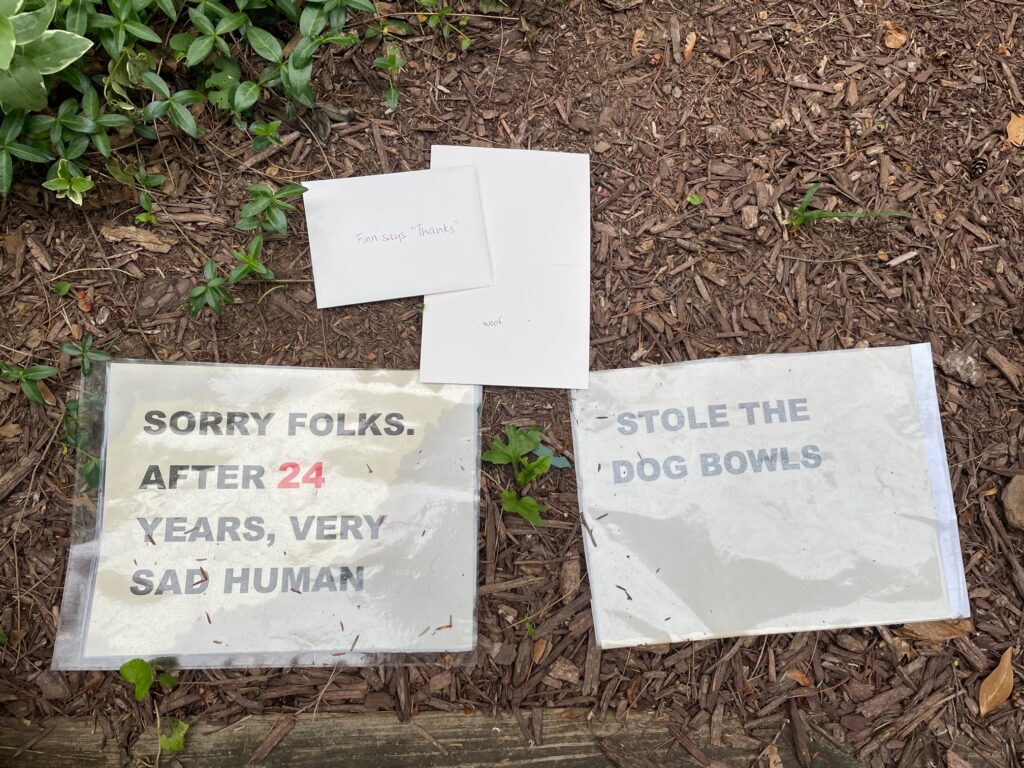 Finn says "Thanks"
woof.
SORRY FOLKS.
AFTER 24
YEARS, VERY
SAD HUMAN
STOLE THE
DOG BOWLS